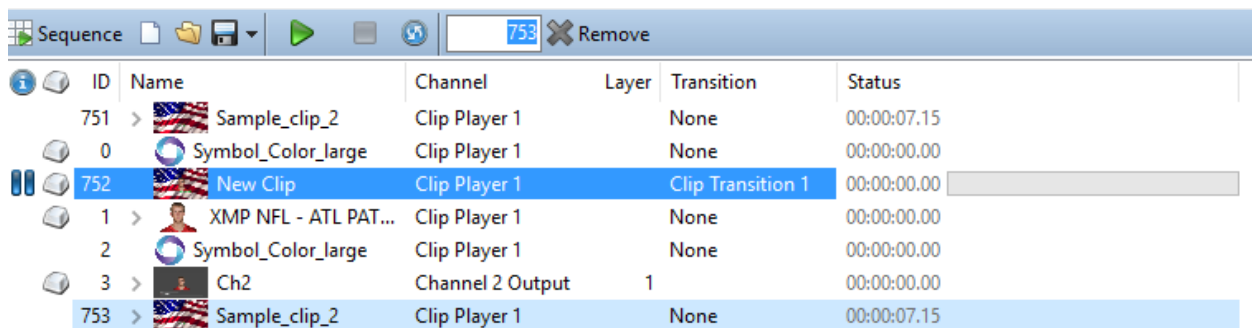 Sequence 753 Remove
ID Name Channel Layer Transition Status
751 Sample_clip_2 Clip Player 1 None 00:00:07.15
0 Symbol_Color_large Clip Player 1 None 00:00:00.00
752 New Clip Clip Player 1 Clip Transition 1 00:00:00.00
1 XMP NFL - ATL PAT... Clip Player 1 None 00:00:00.00
2 Symbol_Color_large Clip Player 1 None 00:00:00.00
3 Ch2 Channel 2 Output 1 00:00:00.00
753 Sample_clip_2 Clip Player 1 None 00:00:07.15